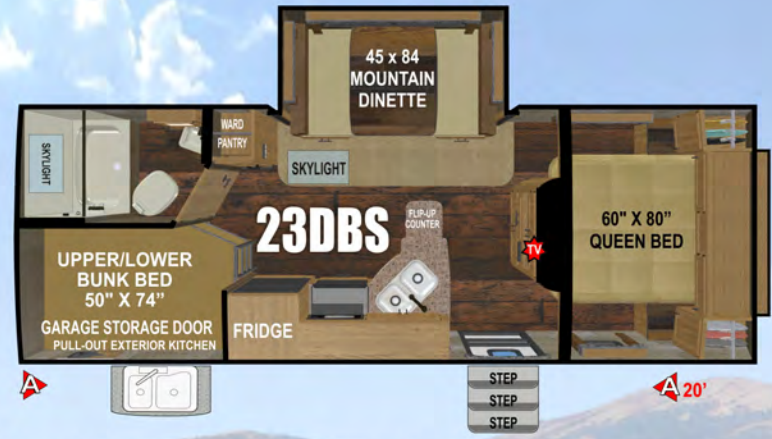 45 x 84
MOUNTAIN
DINETTE
WARD
PANTRY
SKYLIGHT
SKYLIGHT
23DBS
FLIP-UP
COUNTER
TV
60" X 80”
QUEEN BED
UPPER/LOWER
BUNK BED
50" X 74”
GARAGE STORAGE DOOR
PULL-OUT EXTERIOR KITCHEN
FRIDGE
STEP
STEP
STEP
A
A 20'